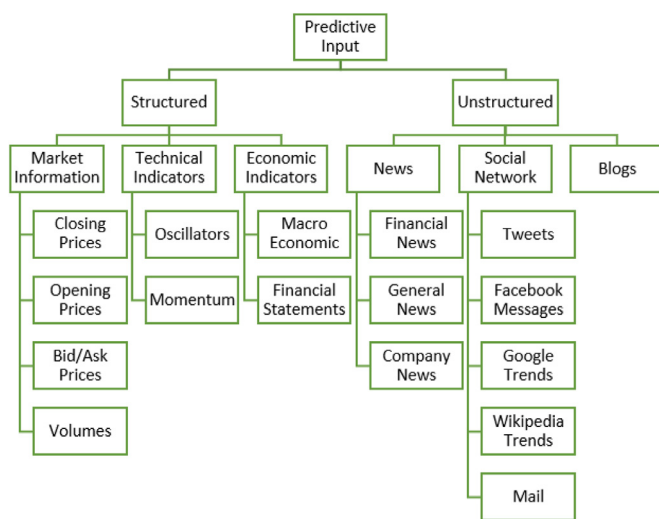 Predictive
Input
Structured
Unstructured
Market
Information
Technical
Indicators
Economic
Indicators
News
Social
Network
Blogs
Closing
Prices
Oscillators
Macro
Economic
Financial
News
Tweets
Opening
Prices
Momentum
Financial
Statements
General
News
Facebook
Messages
Bid/Ask
Prices
Company
News
Google
Trends
Volumes
Wikipedia
Trends
Mail